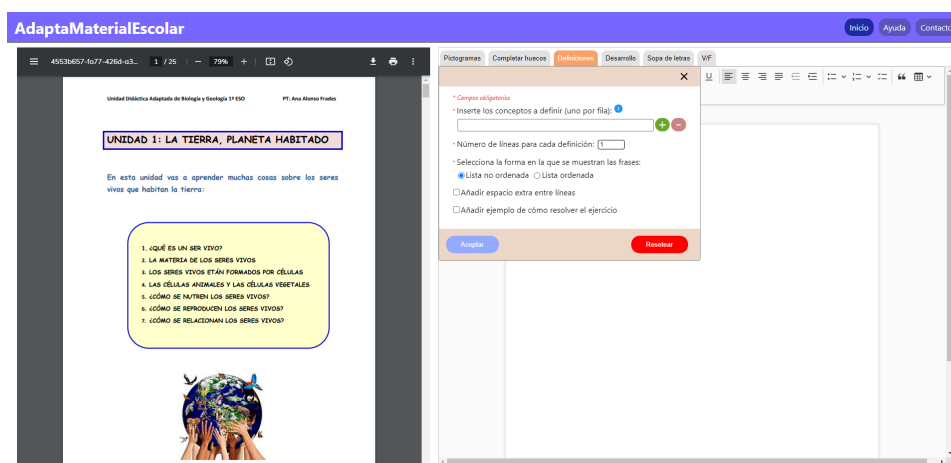 AdaptaMaterialEscolar
Inicio Ayuda Contacto
4553b657-fa77-426d-a3... 1 / 25 79%
Pictogramas Completar huecos Definiciones Desarrollo Sopa de letras V/F
Unidad Didáctica Adaptada de Biología y Geología 1º ESO PT: Ana Alonso Frades
UNIDAD 1: LA TIERRA, PLANETA HABITADO
En esta unidad vas a aprender muchas cosas sobre los seres
vivos que habitan la tierra:
1. ¿QUÉ ES UN SER VIVO?
2. LA MATERIA DE LOS SERES VIVOS
3. LOS SERES VIVOS ETÁN FORMADOS POR CÉLULAS
4. LAS CÉLULAS ANIMALES Y LAS CÉLULAS VEGETALES
5. ¿CÓMO SE NUTREN LOS SERES VIVOS?
6. ¿CÓMO SE REPRODUCEN LOS SERES VIVOS?
7. ¿CÓMO SE RELACIONAN LOS SERES VIVOS?
* Campos obligatorios
* Inserte los conceptos a definir (uno por fila):
* Número de líneas para cada definición: 1
* Selecciona la forma en la que se muestran las frases:
Lista no ordenada Lista ordenada
Añadir espacio extra entre líneas
Añadir ejemplo de cómo resolver el ejercicio
Aceptar Resetear